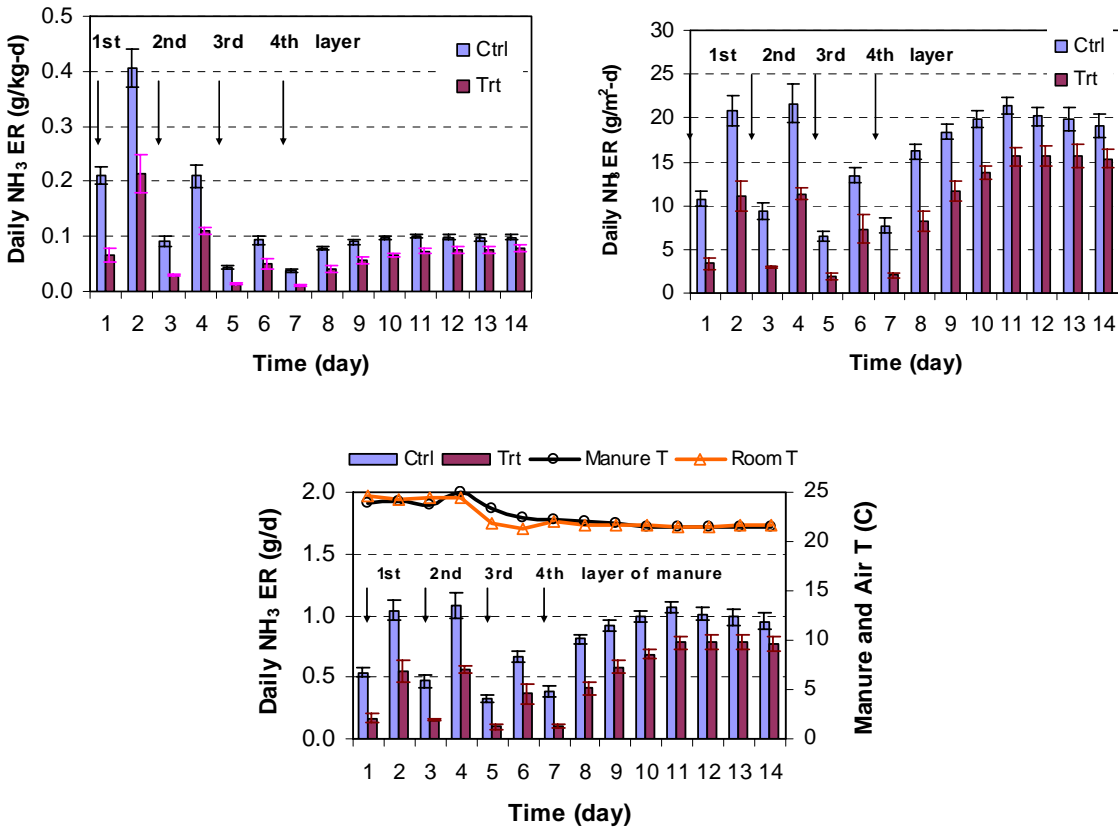 Daily NH3 ER (g/kg-d)
0.5
0.4
0.3
0.2
0.1
0.0
1st 2nd 3rd 4th layer
Ctrl
Trt
1 2 3 4 5 6 7 8 9 10 11 12 13 14
Time (day)
Daily NH3 ER (g/m²-d)
30
25
20
15
10
5
0
1st 2nd 3rd 4th layer
Ctrl
Trt
1 2 3 4 5 6 7 8 9 10 11 12 13 14
Time (day)
Ctrl Trt Manure T Room T
Daily NH3 ER (g/d)
2.0
1.5
1.0
0.5
0.0
1st 2nd 3rd 4th layer of manure
25
20
15
10
5
0
Manure and Air T (C)
1 2 3 4 5 6 7 8 9 10 11 12 13 14
Time (day)